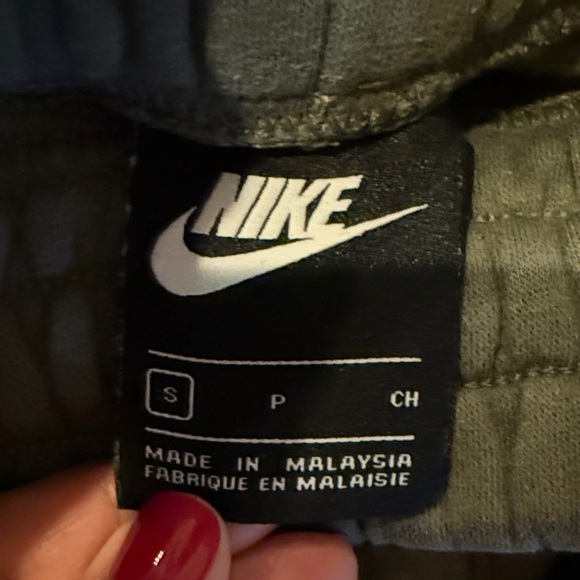 NIKE
S P CH
MADE IN MALAYSIA
FABRIQUE EN MALAISIE